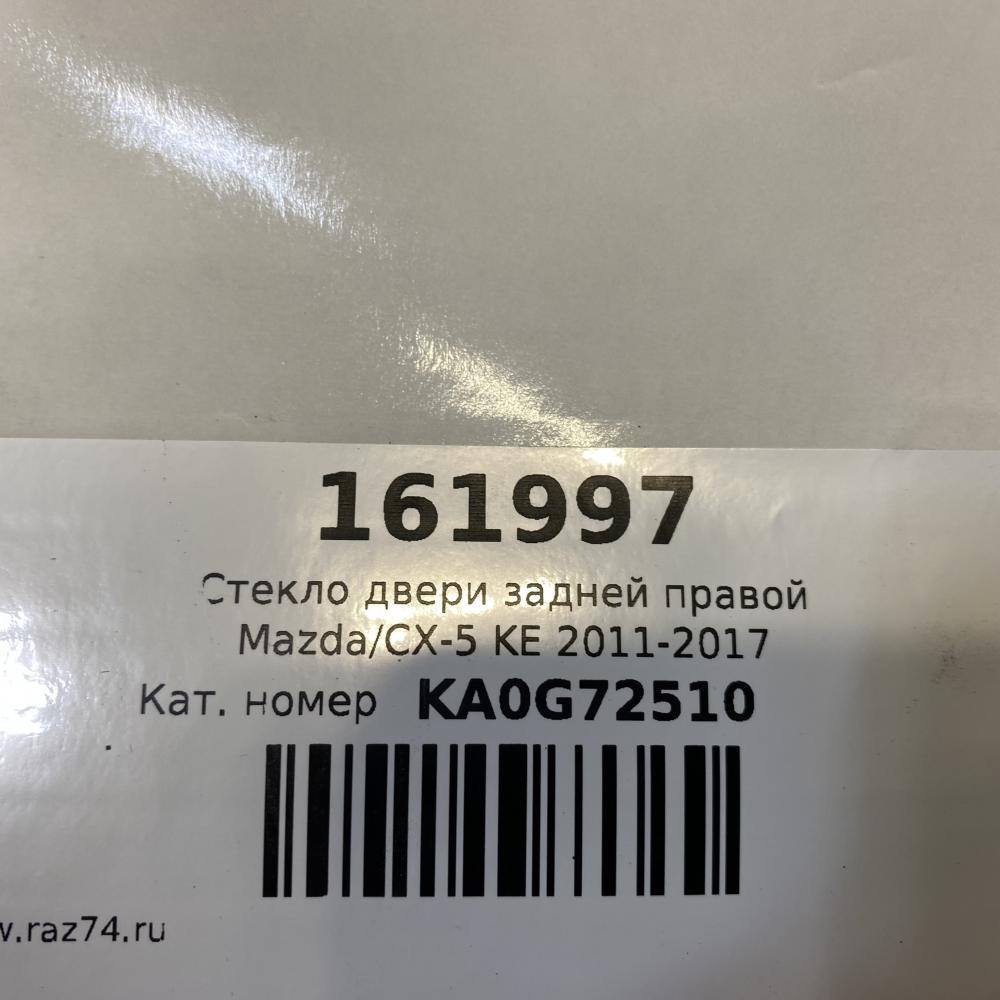 161997
Стекло двери задней правой
Mazda/CX-5 KE 2011-2017
Кат. номер KA0G72510
w.raz74.ru